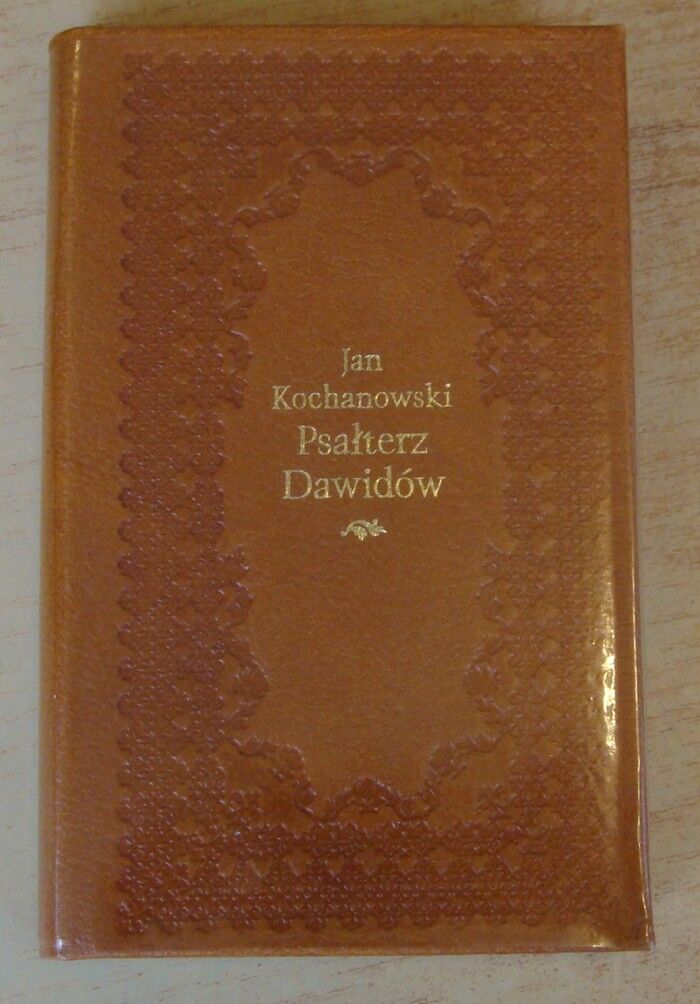 Jan
Kochanowski
Psałterz
Dawidów